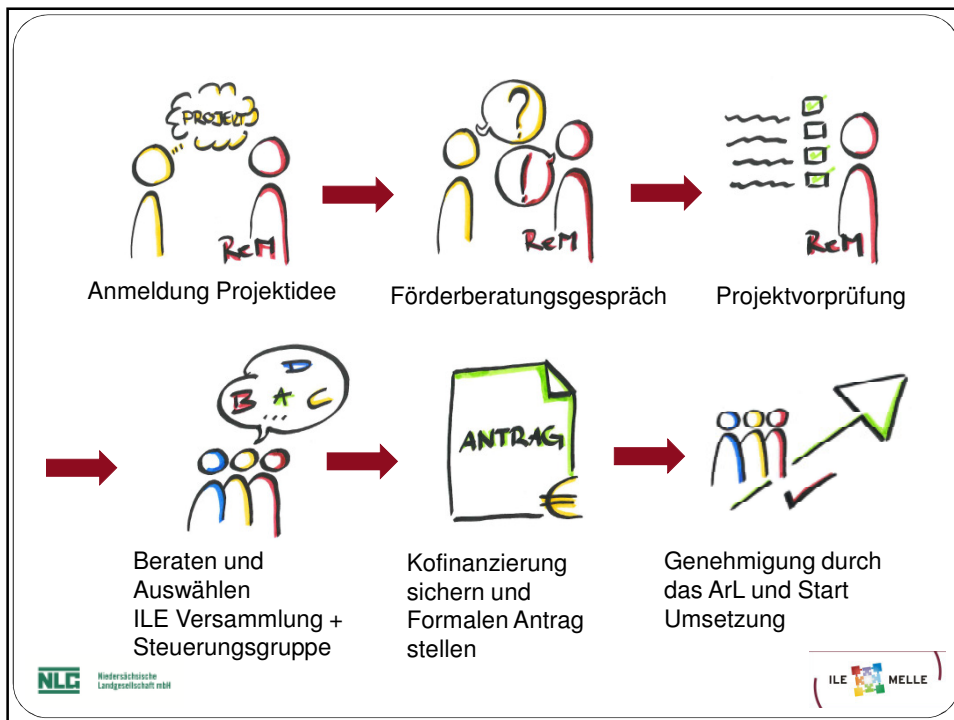 PROJEKT
ReM
Anmeldung Projektidee
?
!
ReM
Förderberatungsgespräch
ReM
Projektvorprüfung
D
B A C
...
Beraten und
Auswählen
ILE Versammlung +
Steuerungsgruppe
ANTRAG
€
Kofinanzierung
sichern und
Formalen Antrag
stellen
Genehmigung durch
das ArL und Start
Umsetzung
NLG
Niedersächsische
Landgesellschaft mbH
ILE MELLE